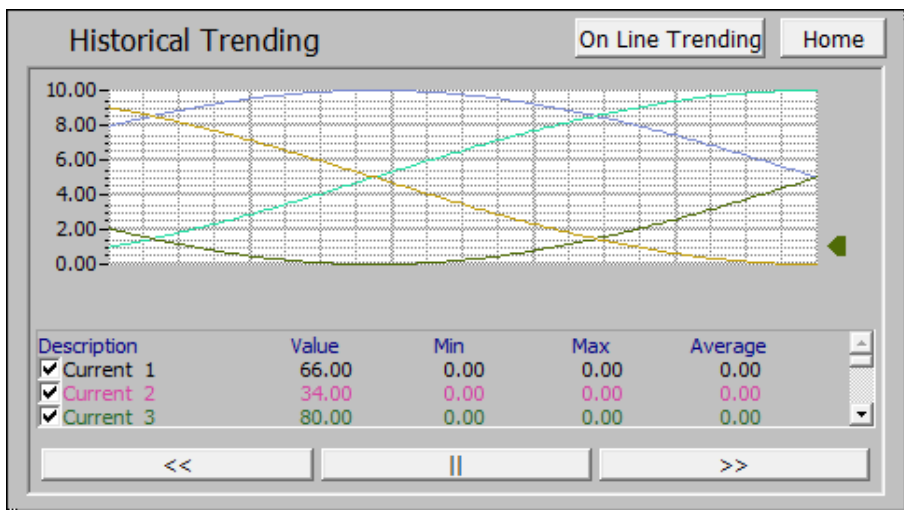 Historical Trending On Line Trending Home
10.00
8.00
6.00
4.00
2.00
0.00
Description Value Min Max Average
Current 1 66.00 0.00 0.00 0.00
Current 2 34.00 0.00 0.00 0.00
Current 3 80.00 0.00 0.00 0.00
<< || >>